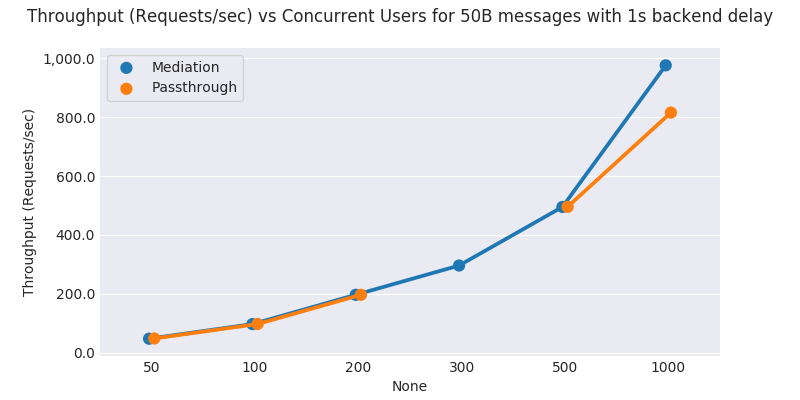 Throughput (Requests/sec) vs Concurrent Users for 50B messages with 1s backend delay
Mediation
Passthrough
Throughput (Requests/sec)
1,000.0
800.0
600.0
400.0
200.0
0.0
50 100 200 300 500 1000
None